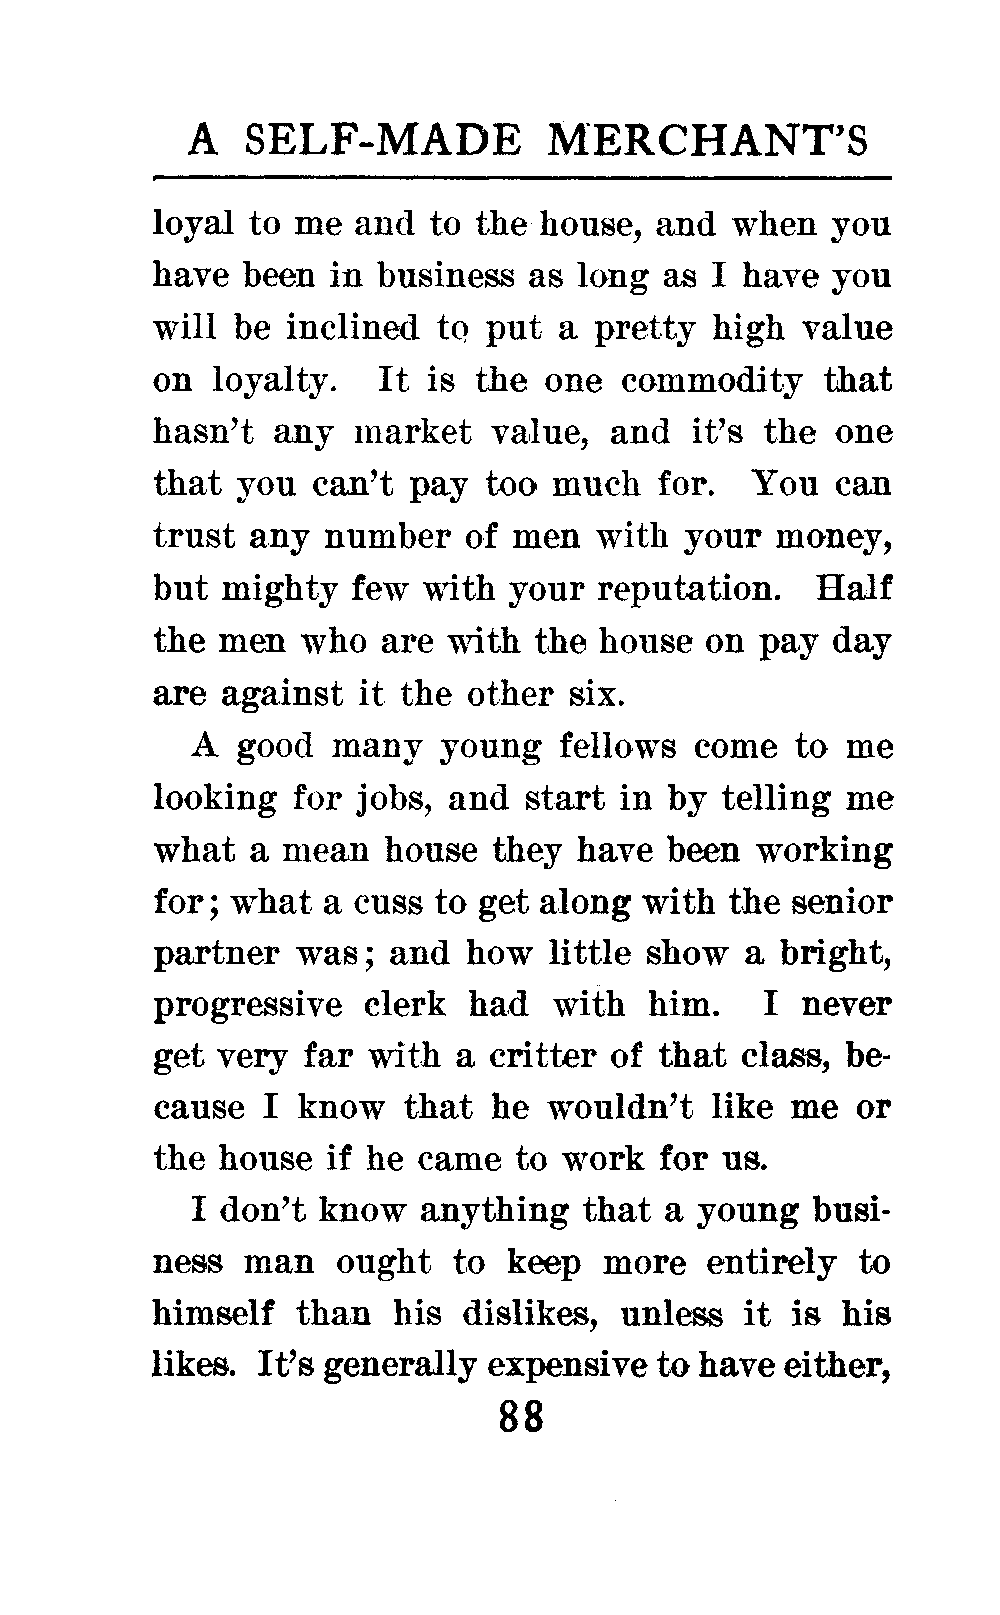 A SELF-MADE MERCHANT'S
loyal to me and to the house, and when you
have been in business as long as I have you
will be inclined to put a pretty high value
on loyalty. It is the one commodity that
hasn't any market value, and it's the one
that you can't pay too much for. You can
trust any number of men with your money,
but mighty few with your reputation. Half
the men who are with the house on pay day
are against it the other six.
A good many young fellows come to me
looking for jobs, and start in by telling me
what a mean house they have been working
for; what a cuss to get along with the senior
partner was; and how little show a bright,
progressive clerk had with him. I never
get very far with a critter of that class, be-
cause I know that he wouldn't like me or
the house if he came to work for us.
I don't know anything that a young busi-
ness man ought to keep more entirely to
himself than his dislikes, unless it is his
likes. It's generally expensive to have either,
88